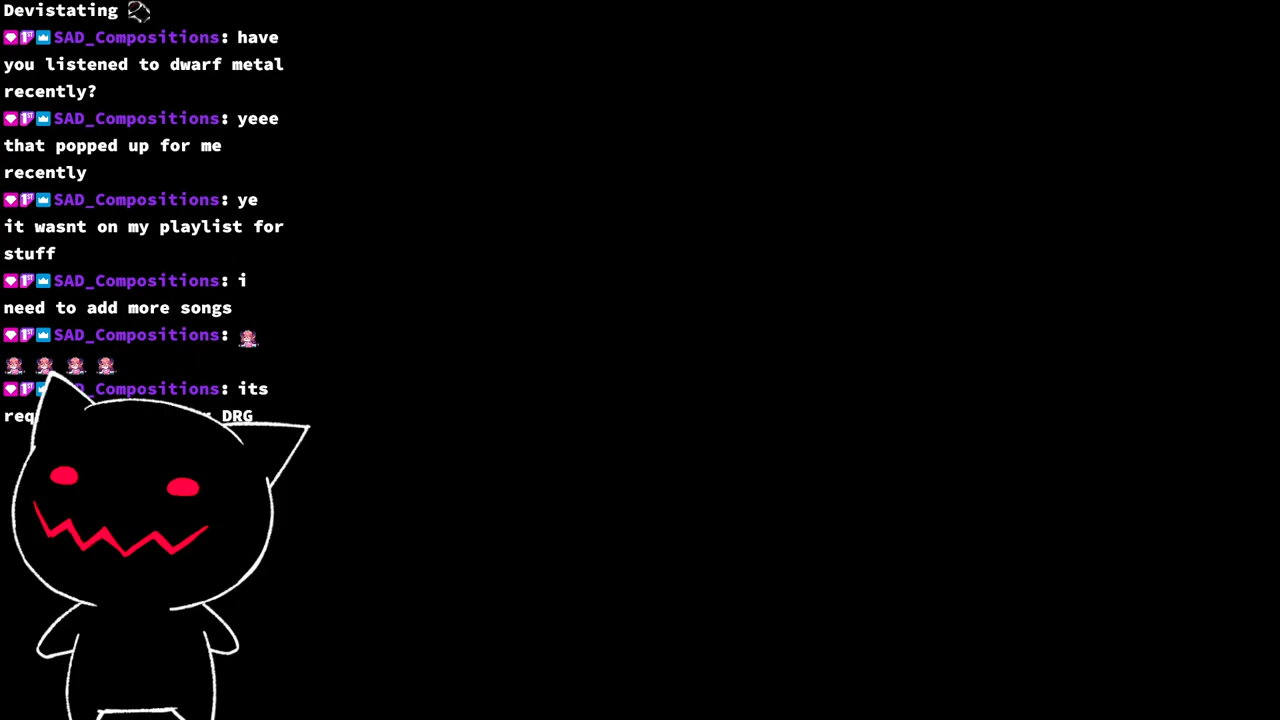 Devistating
SAD_Compositions: have
you listened to dwarf metal
recently?
SAD_Compositions: yeee
that popped up for me
recently
SAD_Compositions: ye
it wasnt on my playlist for
stuff
SAD_Compositions: i
need to add more songs
SAD_Compositions:
SAD_Compositions: its
DRG